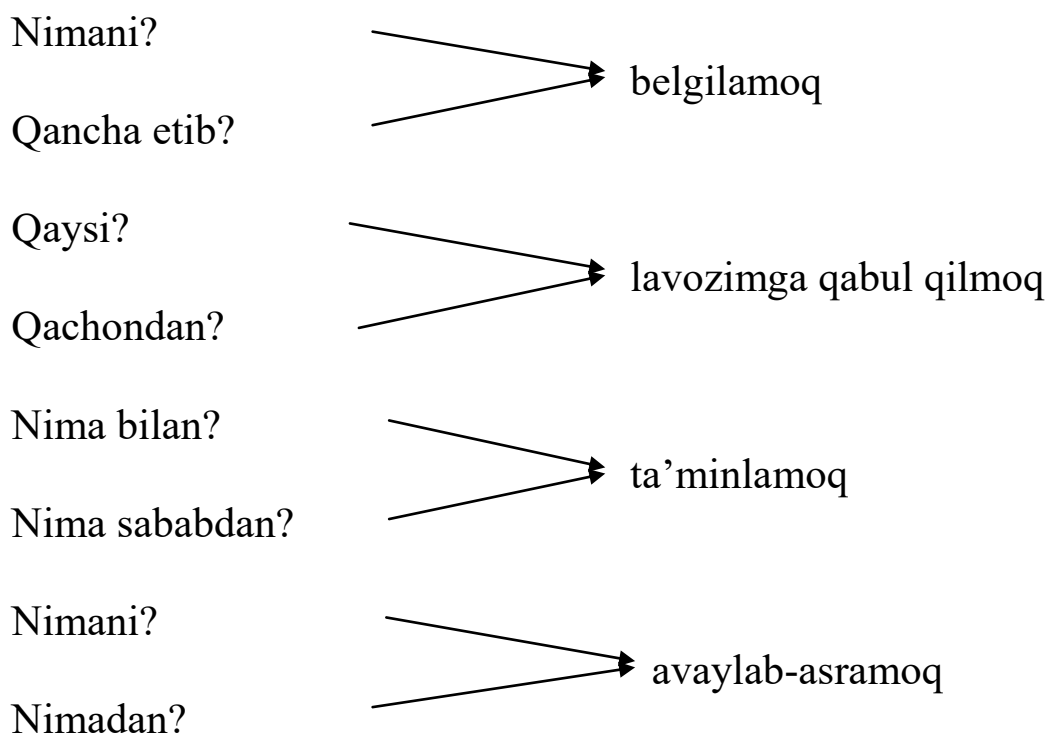 Nimani?
belgilamoq
Qancha etib?
Qaysi?
lavozimga qabul qilmoq
Qachondan?
Nima bilan?
ta’minlamoq
Nima sababdan?
Nimani?
avaylab-asramoq
Nimadan?